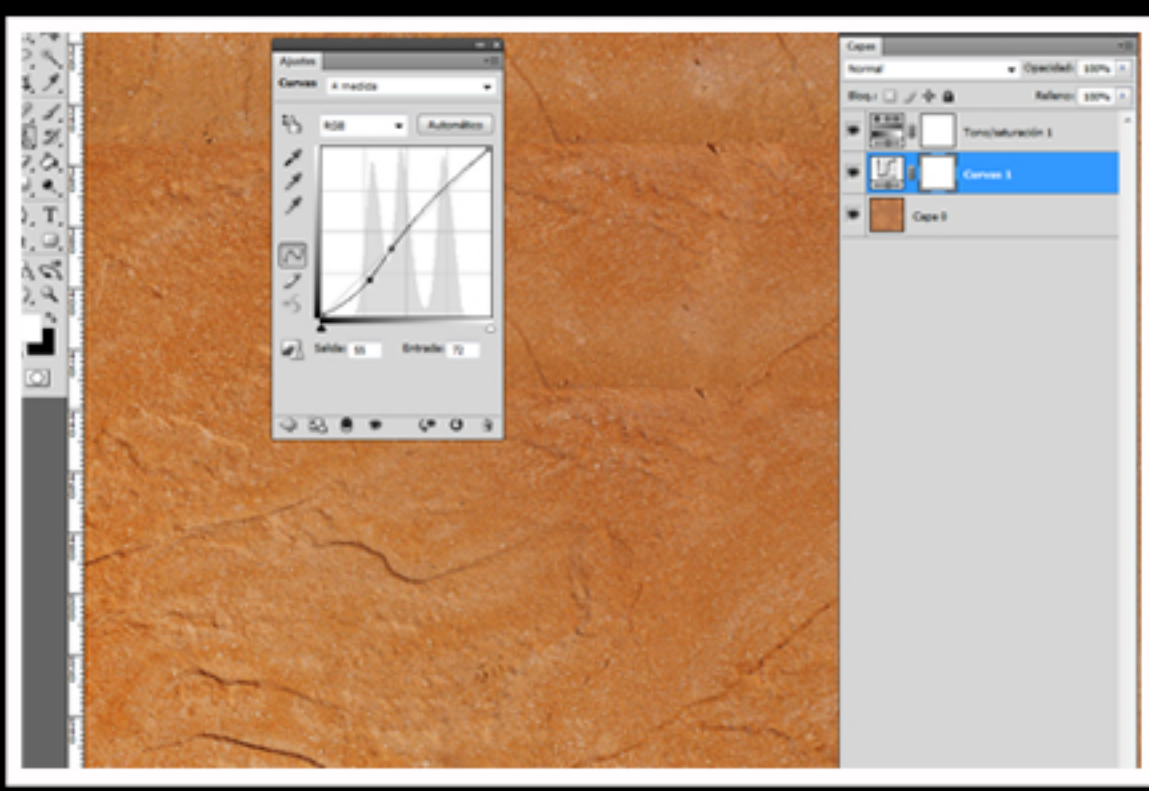 Ajustes
Curvas A medida
RGB Automático
Salida: 55 Entrada: 72
Capas
Normal Opacidad: 100%
Bloq.: Relleno: 100%
Tono/saturación 1
Curvas 1
Capa 0
T